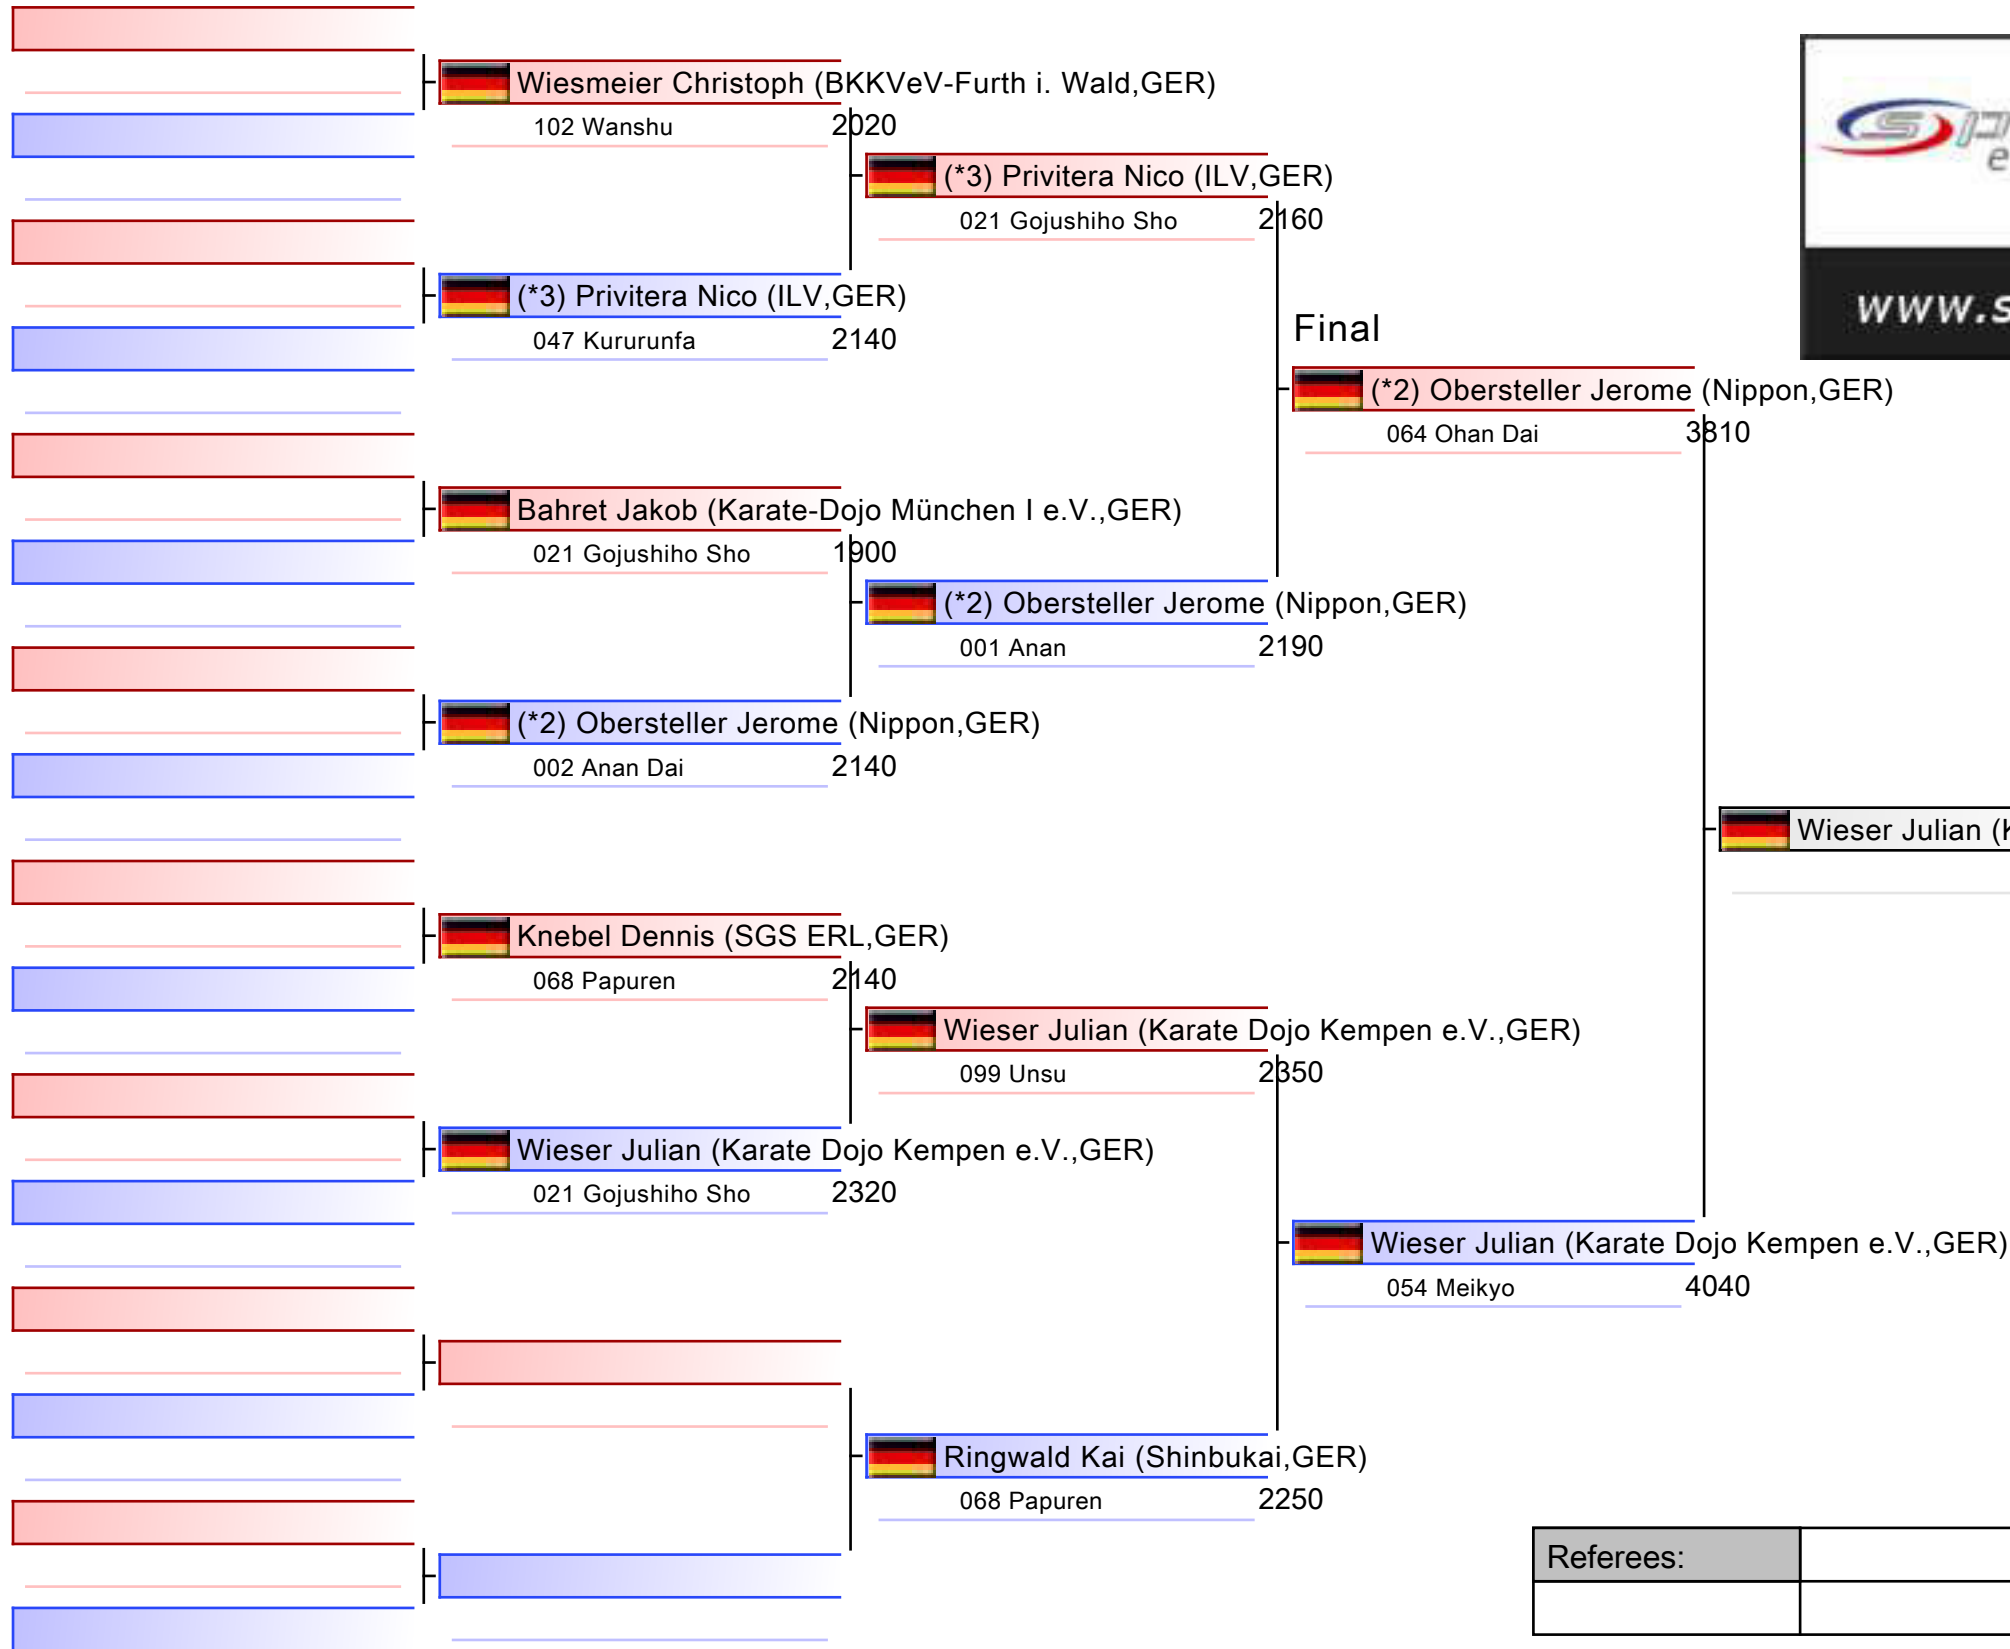 Wiesmeier Christoph (BKKVeV-Furth i. Wald,GER)
102 Wanshu 2020
(*3) Privitera Nico (ILV,GER)
021 Gojushiho Sho 2160
(*3) Privitera Nico (ILV,GER)
047 Kururunfa 2140
Final
(*2) Obersteller Jerome (Nippon,GER)
064 Ohan Dai 3810
Bahret Jakob (Karate-Dojo München I e.V.,GER)
021 Gojushiho Sho 1900
(*2) Obersteller Jerome (Nippon,GER)
001 Anan 2190
(*2) Obersteller Jerome (Nippon,GER)
002 Anan Dai 2140
Wieser Julian (K
Knebel Dennis (SGS ERL,GER)
068 Papuren 2140
Wieser Julian (Karate Dojo Kempen e.V.,GER)
099 Unsu 2350
Wieser Julian (Karate Dojo Kempen e.V.,GER)
021 Gojushiho Sho 2320
Wieser Julian (Karate Dojo Kempen e.V.,GER)
054 Meikyo 4040
Ringwald Kai (Shinbukai,GER)
068 Papuren 2250
Referees:
www.s